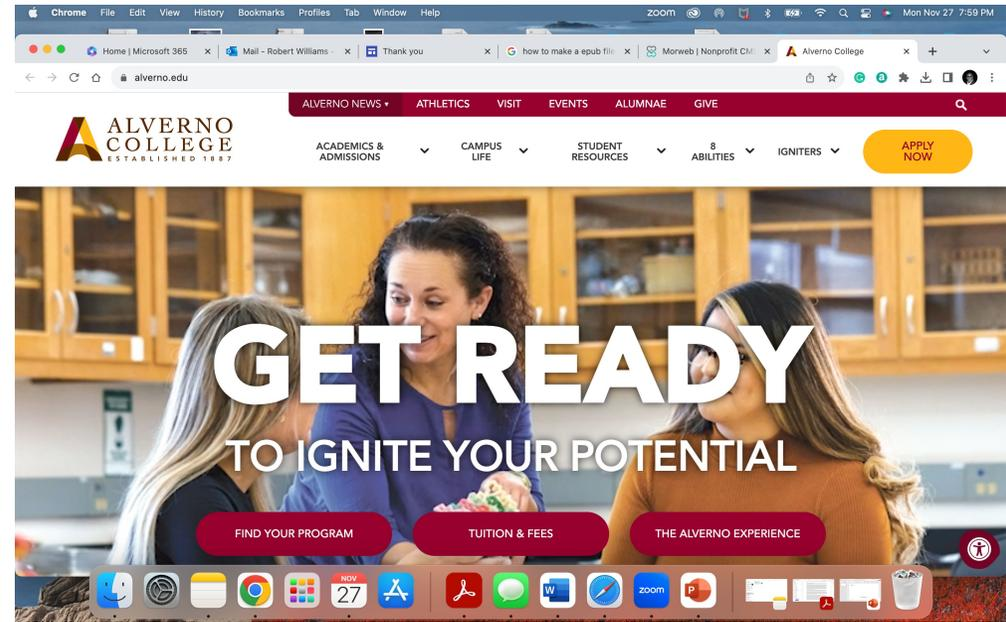 Chrome File Edit View History Bookmarks Profiles Tab Window Help zoom Mon Nov 27 7:59 PM
Home | Microsoft 365 Mail - Robert Williams - Thank you how to make a epub file Morweb | Nonprofit CM Alverno College
alverno.edu
ALVERNO NEWS ATHLETICS VISIT EVENTS ALUMNAE GIVE
ALVERNO
COLLEGE
ESTABLISHED 1887
ACADEMICS &
ADMISSIONS
CAMPUS
LIFE
STUDENT
RESOURCES
8
ABILITIES
IGNITERS
APPLY
NOW
GET READY
TO IGNITE YOUR POTENTIAL
FIND YOUR PROGRAM TUITION & FEES THE ALVERNO EXPERIENCE
NOV
27
W
zoom
P